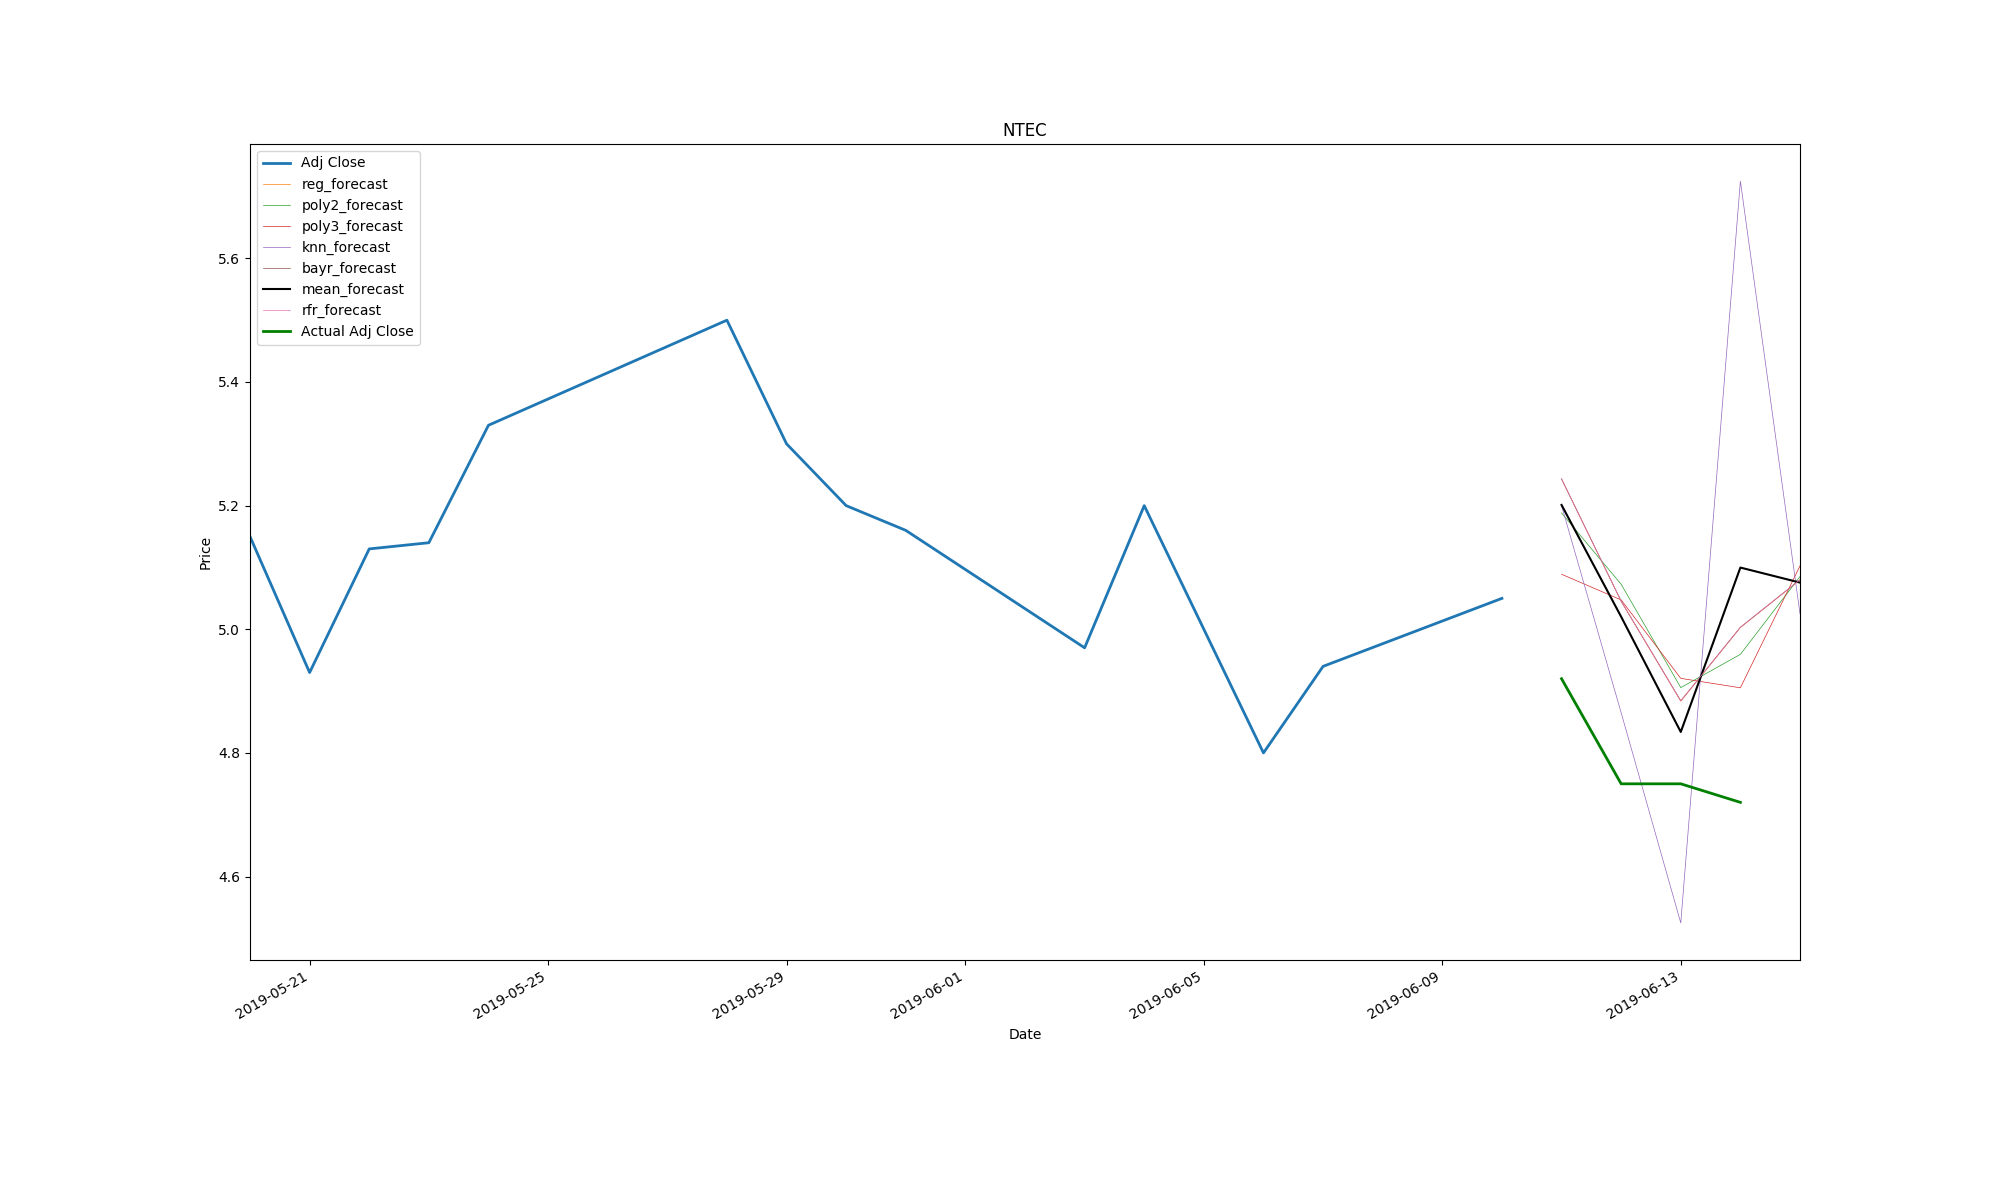 NTEC
Adj Close
reg_forecast
poly2_forecast
poly3_forecast
knn_forecast
bayr_forecast
mean_forecast
rfr_forecast
Actual Adj Close
5.6
5.4
5.2
5.0
4.8
4.6
Price
2019-05-21
2019-05-25
2019-05-29
2019-06-01
2019-06-05
2019-06-09
2019-06-13
Date